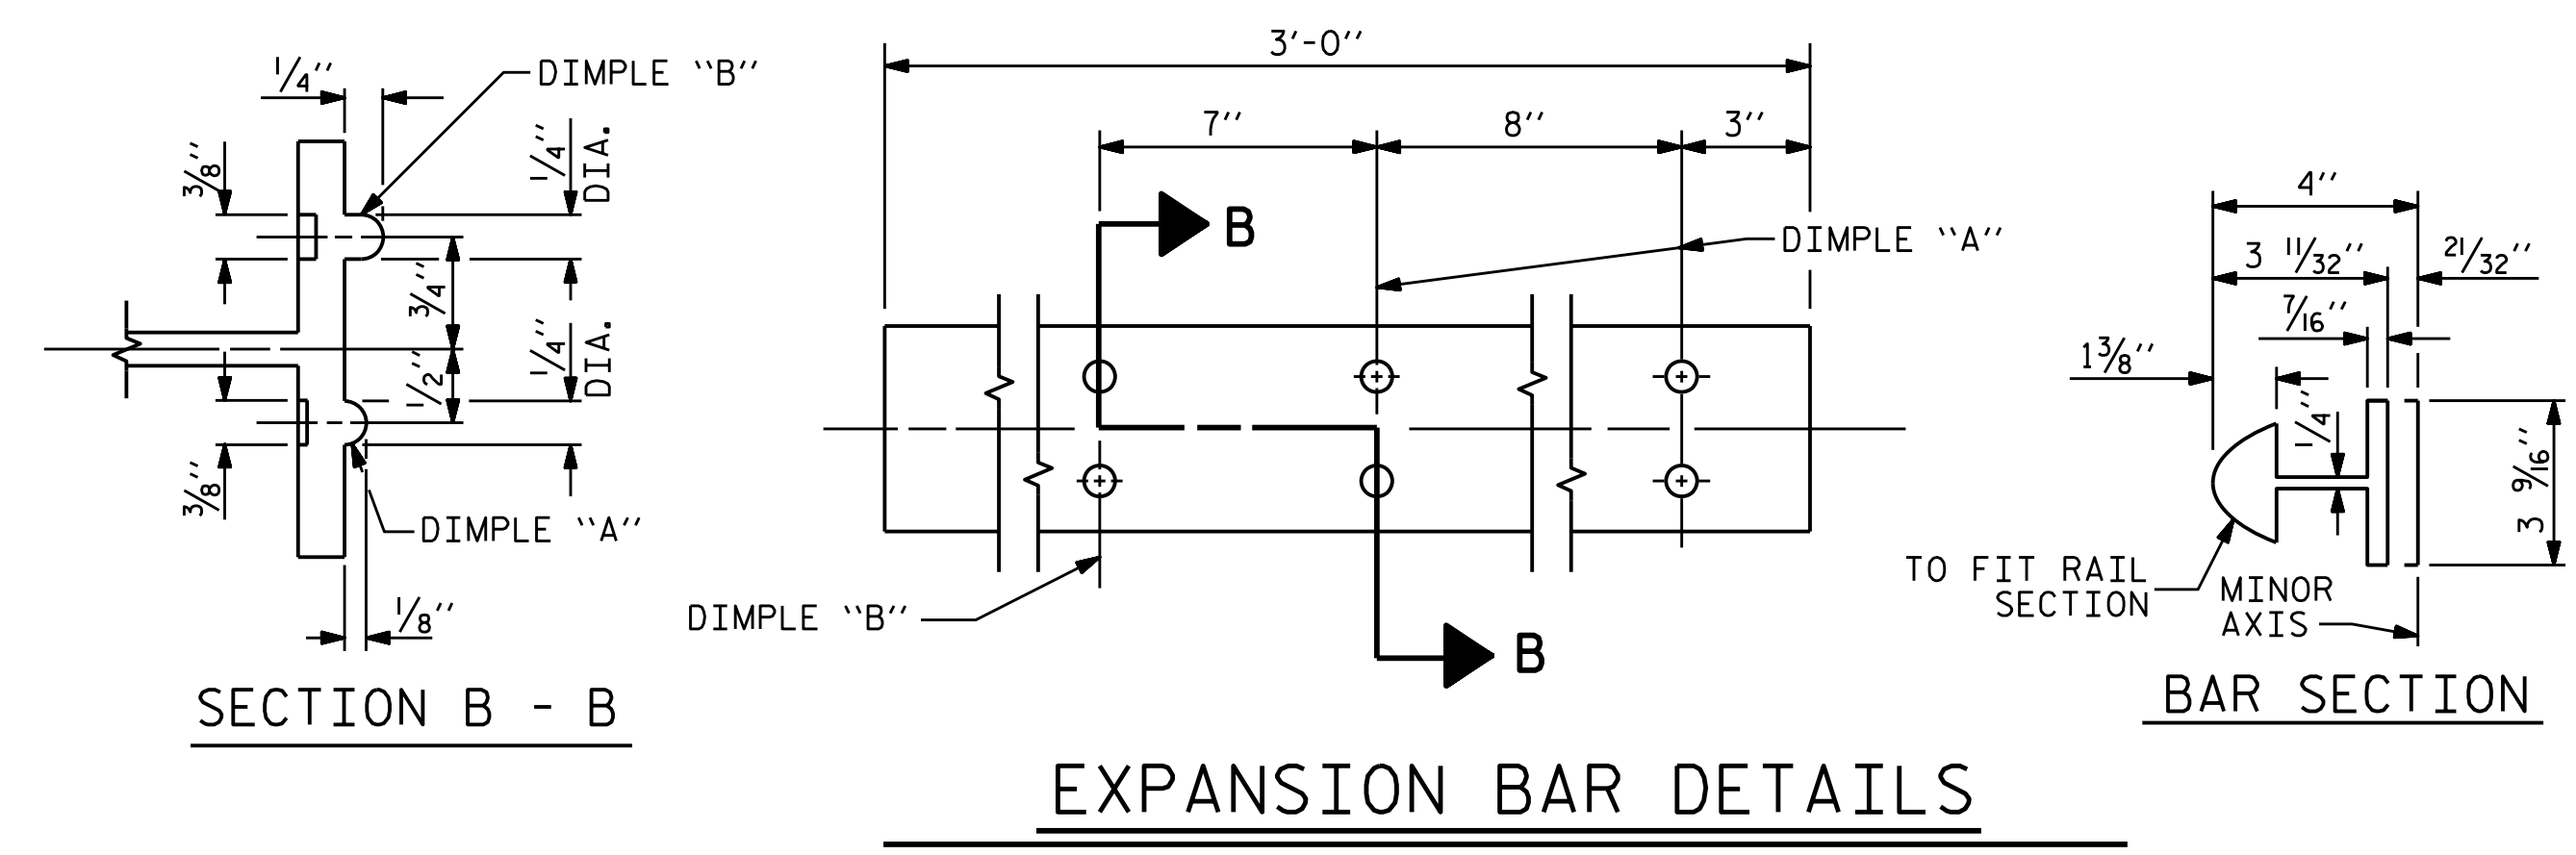 1/4"
DIMPLE "B"
3/8"
1/4"
DIA.
3/4"
1/4"
DIA.
1/2"
3/8"
DIMPLE "A"
1/8"
SECTION B - B
3'-0"
7"
8"
3"
B
DIMPLE "A"
DIMPLE "B"
B
4"
3 11/32"
21/32"
7/16"
1 3/8"
1/4"
3 9/16"
TO FIT RAIL
SECTION
MINOR
AXIS
BAR SECTION
EXPANSION BAR DETAILS